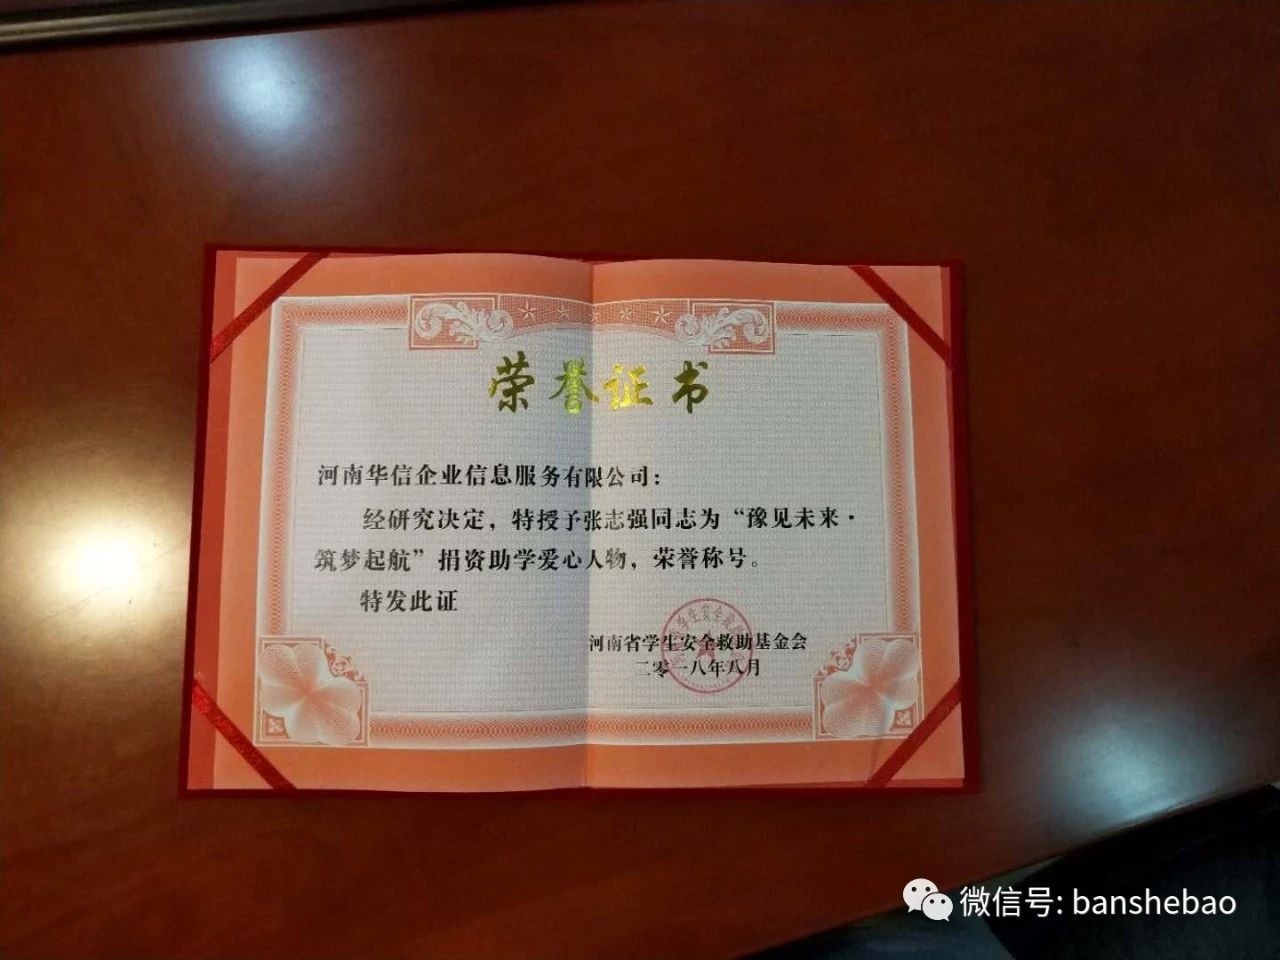 荣誉证书
河南华信企业信息服务有限公司：
经研究决定，特授予张志强同志为“豫见未来·
筑梦起航”捐资助学爱心人物，荣誉称号。
特发此证
河南省学生安全救助基金会
二零一八年八月
微信号: banshebao